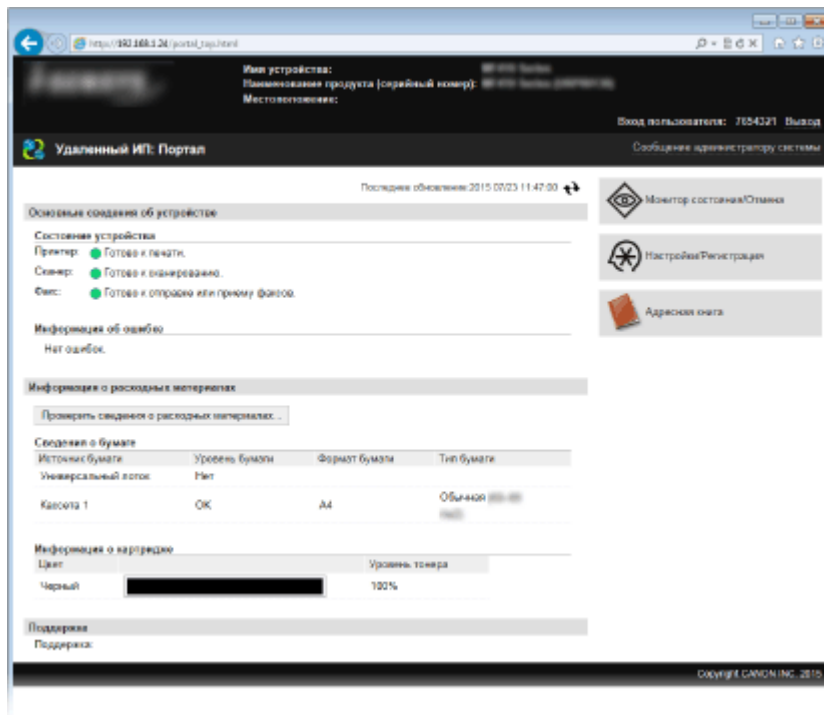 http://192.168.1.24/portal_top.html
Имя устройства:
Наименование продукта (серийный номер):
Местоположение:
Вход пользователя: 7654321 Выход
Удаленный ИП: Портал
Сообщение администратору системы
Последнее обновление:2015 07/23 11:47:00
Основные сведения об устройстве
Состояние устройства
Принтер: Готово к печати.
Сканер: Готово к сканированию.
Факс: Готово к отправке или приему факсов.
Информация об ошибке
Нет ошибок.
Монитор состояния/Отмена
Настройки/Регистрация
Адресная книга
Информация о расходных материалах
Проверить сведения о расходных материалах...
Сведения о бумаге
Источник бумаги Уровень бумаги Формат бумаги Тип бумаги
Универсальный лоток Нет
Кассета 1 OK A4 Обычная
Информация о картридже
Цвет Уровень тонера
Черный 100%
Поддержка
Поддержка:
Copyright CANON INC. 2015